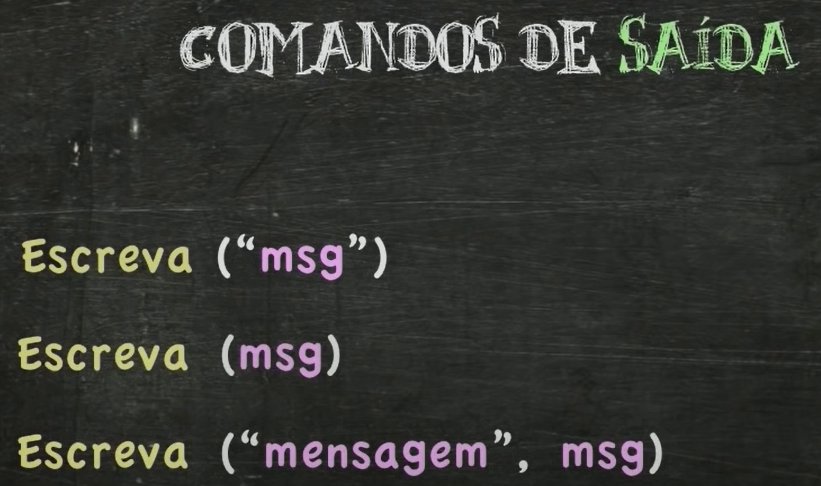 COMANDOS DE SAÍDA
Escreva (“msg”)
Escreva (msg)
Escreva (“mensagem”, msg)